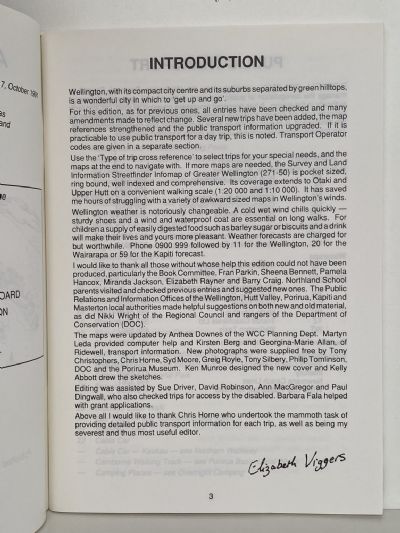 7, October 1991
and
OARD
ON
INTRODUCTION
Wellington, with its compact city centre and its suburbs separated by green hilltops,
is a wonderful city in which to 'get up and go'.
For this edition, as for previous ones, all entries have been checked and many
amendments made to reflect change. Several new trips have been added, the map
references strengthened and the public transport information upgraded. If it is
practicable to use public transport for a day trip, this is noted. Transport Operator
codes are given in a separate section.
Use the 'Type of trip cross reference' to select trips for your special needs, and the
maps at the end to navigate with. If more maps are needed, the Survey and Land
Information Streetfinder Infomap of Greater Wellington (271-50) is pocket sized,
ring bound, well indexed and comprehensive. Its coverage extends to Otaki and
Upper Hutt on a convenient walking scale (1:20 000 and 1:10 000). It has saved
me hours of struggling with a variety of awkward sized maps in Wellington's winds.
Wellington weather is notoriously changeable. A cold wet wind chills quickly —
sturdy shoes and a wind and waterproof coat are essential on long walks. For
children a supply of easily digested food such as barley sugar or biscuits and a drink
will make their lives and yours more pleasant. Weather forecasts are charged for
but worthwhile. Phone 0900 999 followed by 11 for the Wellington, 20 for the
Wairarapa or 59 for the Kapiti forecast.
I would like to thank all those without whose help this edition could not have been
produced, particularly the Book Committee, Fran Parkin, Sheena Bennett, Pamela
Hancox, Miranda Jackson, Elizabeth Rayner and Barry Craig. Northland School
parents visited and checked previous entries and suggested new ones. The Public
Relations and Information Offices of the Wellington, Hutt Valley, Porirua, Kapiti and
Masterton local authorities made helpful suggestions on both new and old material,
as did Nikki Wright of the Regional Council and rangers of the Department of
Conservation (DOC).
The maps were updated by Anthea Downes of the WCC Planning Dept. Martyn
Leda provided computer help and Kirsten Berg and Georgina-Marie Allan, of
Ridewell, transport information. New photographs were supplied free by Tony
Christophers, Chris Horne, Syd Moore, Greig Royle, Tony Silbery, Philip Tomlinson,
DOC and the Porirua Museum. Ken Munroe designed the new cover and Kelly
Abbott drew the sketches.
Editing was assisted by Sue Driver, David Robinson, Ann MacGregor and Paul
Dingwall, who also checked trips for access by the disabled. Barbara Fala helped
with grant applications.
Above all I would like to thank Chris Horne who undertook the mammoth task of
providing detailed public transport information for each trip, as well as being my
severest and thus most useful editor.
Elizabeth Viggers
3